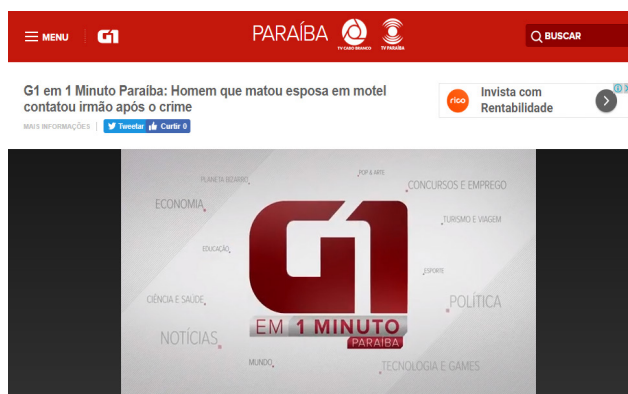 MENU
G1
PARAÍBA
TV CABO BRANCO
TV PARAÍBA
BUSCAR
G1 em 1 Minuto Paraíba: Homem que matou esposa em motel
contatou irmão após o crime
MAIS INFORMAÇÕES
Tweetar
Curtir 0
rico
Invista com
Rentabilidade
PLANETA BIZARRO
POP & ARTE
CONCURSOS E EMPREGO
ECONOMIA
TURISMO E VIAGEM
EDUCAÇÃO
G1
ESPORTE
CIÊNCIA E SAÚDE
POLÍTICA
EM 1 MINUTO
NOTÍCIAS
PARAÍBA
MUNDO
TECNOLOGIA E GAMES